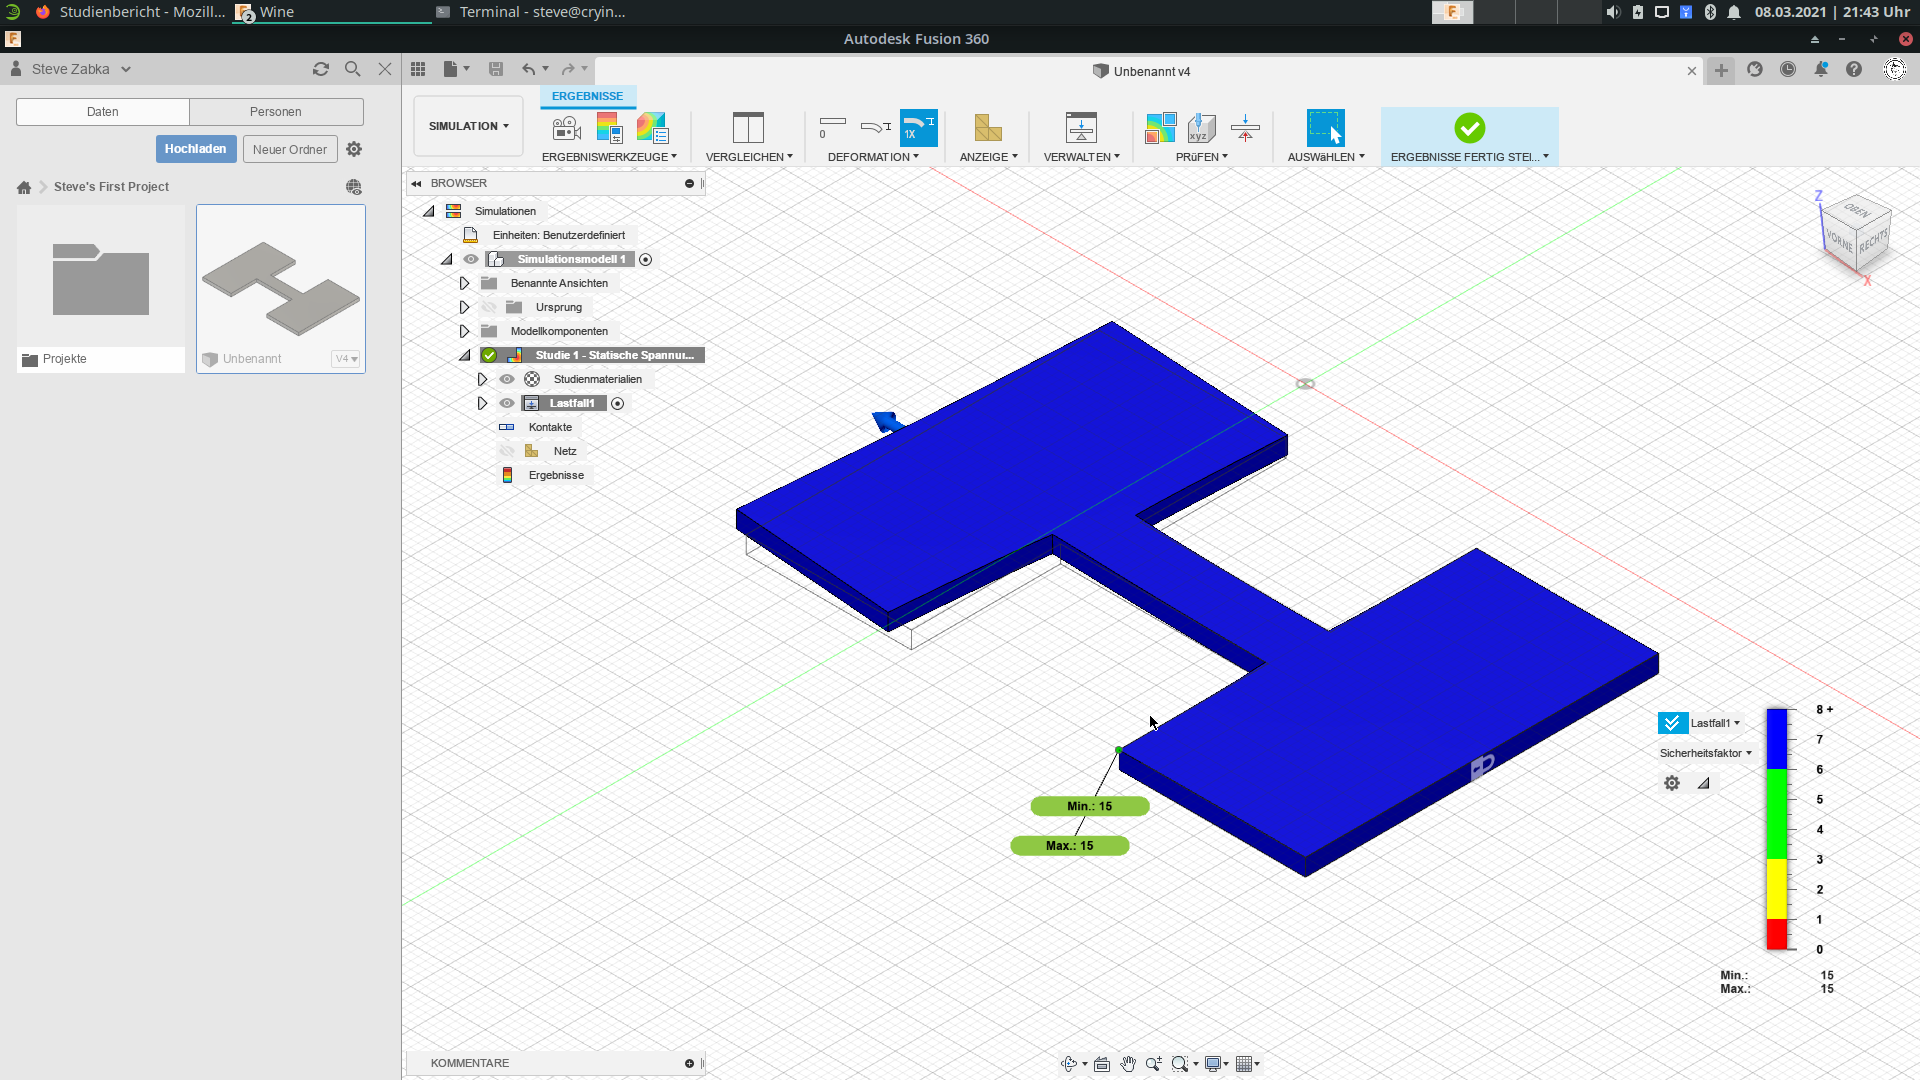 Studienbericht - Mozill...
2
Wine
Terminal - steve@cryin...
08.03.2021 | 21:43 Uhr
Autodesk Fusion 360
Steve Zabka
Unbenannt v4
Daten
Personen
Hochladen
Neuer Ordner
Steve's First Project
Projekte
Unbenannt
V4
SIMULATION
ERGEBNISSE
0
1X
xyz
ERGEBNISWERKZEUGE
VERGLEICHEN
DEFORMATION
ANZEIGE
VERWALTEN
PRüFEN
AUSWäHLEN
ERGEBNISSE FERTIG STEL...
BROWSER
Simulationen
Einheiten: Benutzerdefiniert
Simulationsmodell 1
Benannte Ansichten
Ursprung
Modellkomponenten
Studie 1 - Statische Spannu...
Studienmaterialien
Lastfall1
Kontakte
Netz
Ergebnisse
Z
OBEN
VORNE
RECHTS
X
Min.: 15
Max.: 15
Lastfall1
Sicherheitsfaktor
8 +
7
6
5
4
3
2
1
0
Min.: 15
Max.: 15
KOMMENTARE